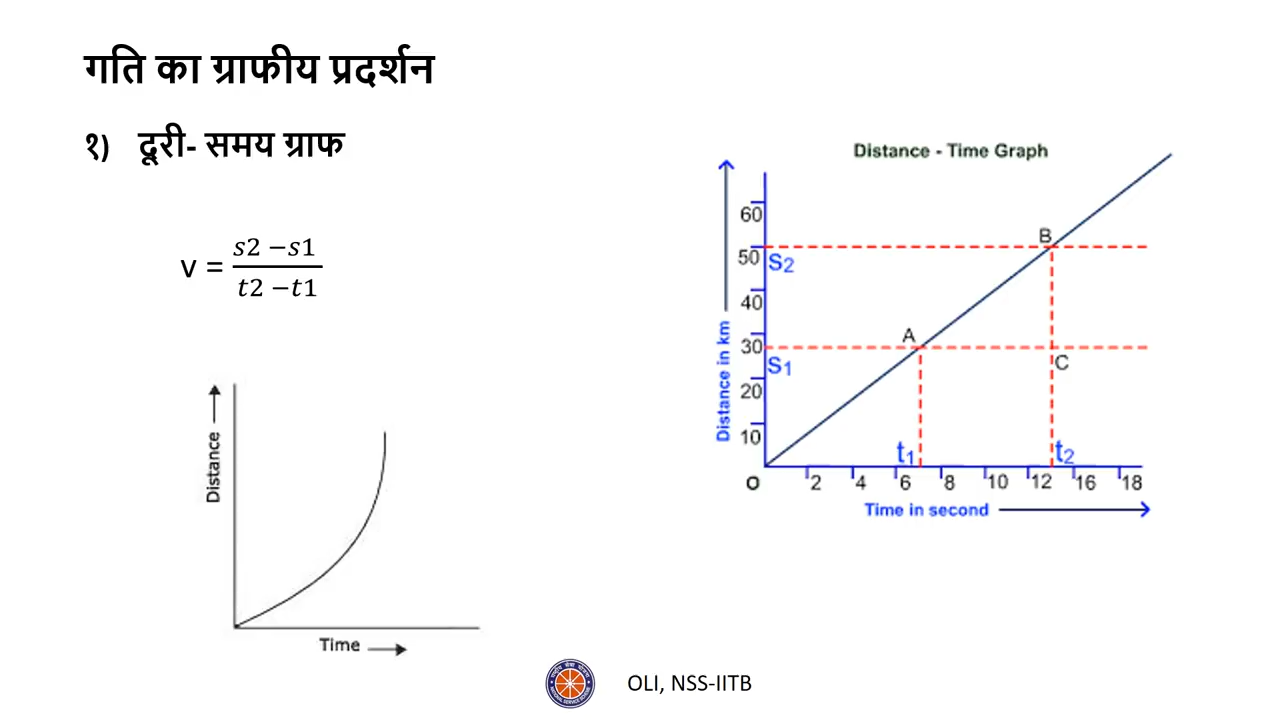 गति का ग्राफीय प्रदर्शन
१) दूरी- समय ग्राफ
v = s2 −s1 / t2 −t1
Distance
Time
Distance - Time Graph
Distance in km
60
50
40
30
20
10
S2
S1
A
B
C
t1
t2
O 2 4 6 8 10 12 16 18
Time in second
OLI, NSS-IITB